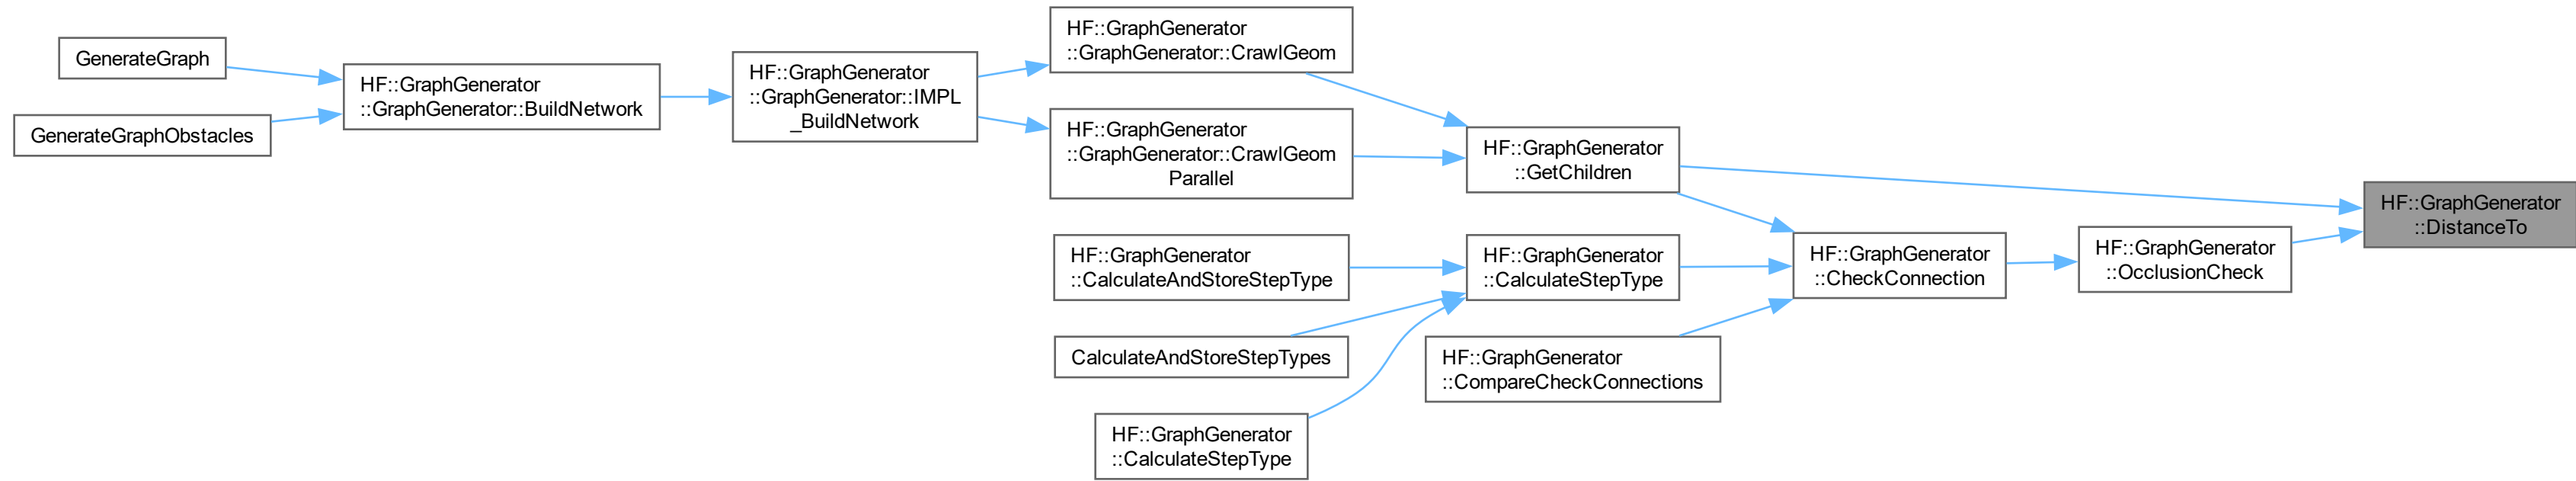 GenerateGraph
GenerateGraphObstacles
HF::GraphGenerator
::GraphGenerator::BuildNetwork
HF::GraphGenerator
::GraphGenerator::IMPL
_BuildNetwork
HF::GraphGenerator
::GraphGenerator::CrawlGeom
HF::GraphGenerator
::GraphGenerator::CrawlGeom
Parallel
HF::GraphGenerator
::CalculateAndStoreStepType
CalculateAndStoreStepTypes
HF::GraphGenerator
::CalculateStepType
HF::GraphGenerator
::GetChildren
HF::GraphGenerator
::CalculateStepType
HF::GraphGenerator
::CompareCheckConnections
HF::GraphGenerator
::CheckConnection
HF::GraphGenerator
::OcclusionCheck
HF::GraphGenerator
::DistanceTo